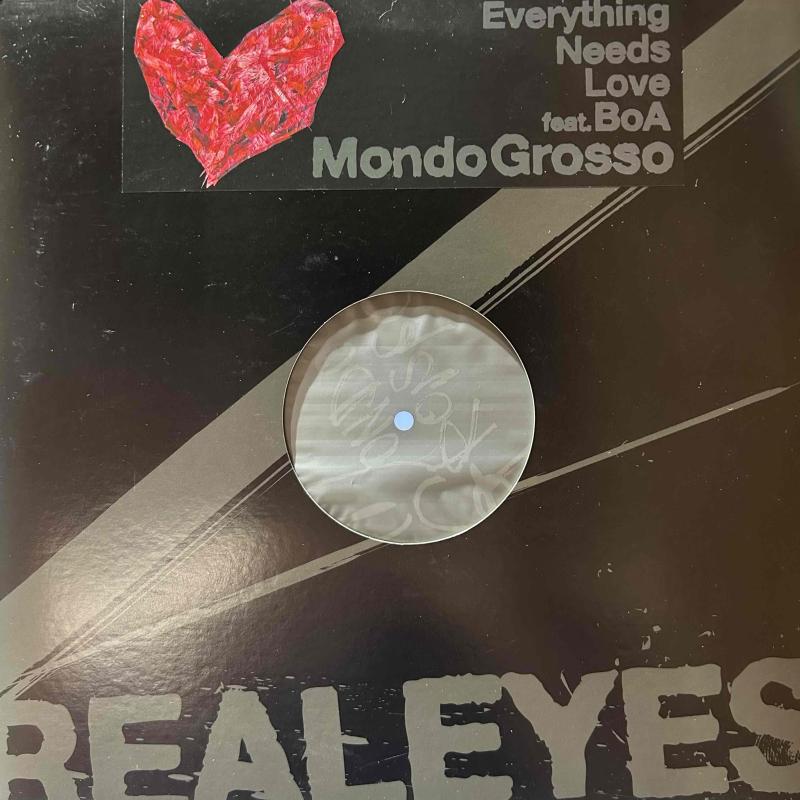 Everything
Needs
Love
feat. BoA
Mondo Grosso
REALEYES